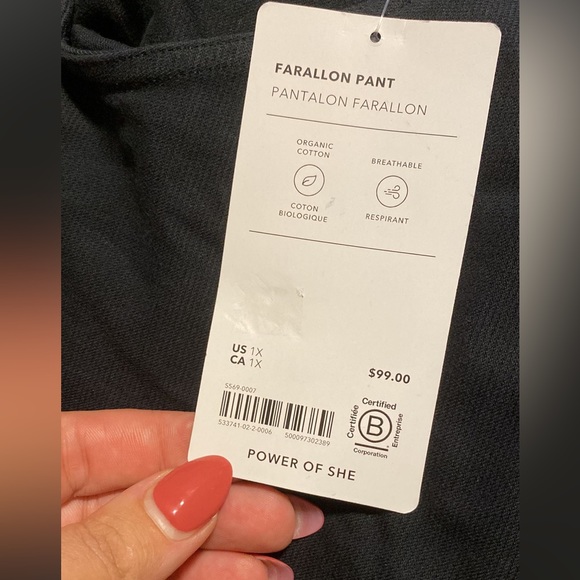 FARALLON PANT
PANTALON FARALLON
ORGANIC
COTTON
COTON
BIOLOGIQUE
BREATHABLE
RESPIRANT
US 1X
CA 1X
$99.00
S569-0007
533741-02-2-0006 500097302389
Certified
Certifiée
B
Entreprise
Corporation
POWER OF SHE